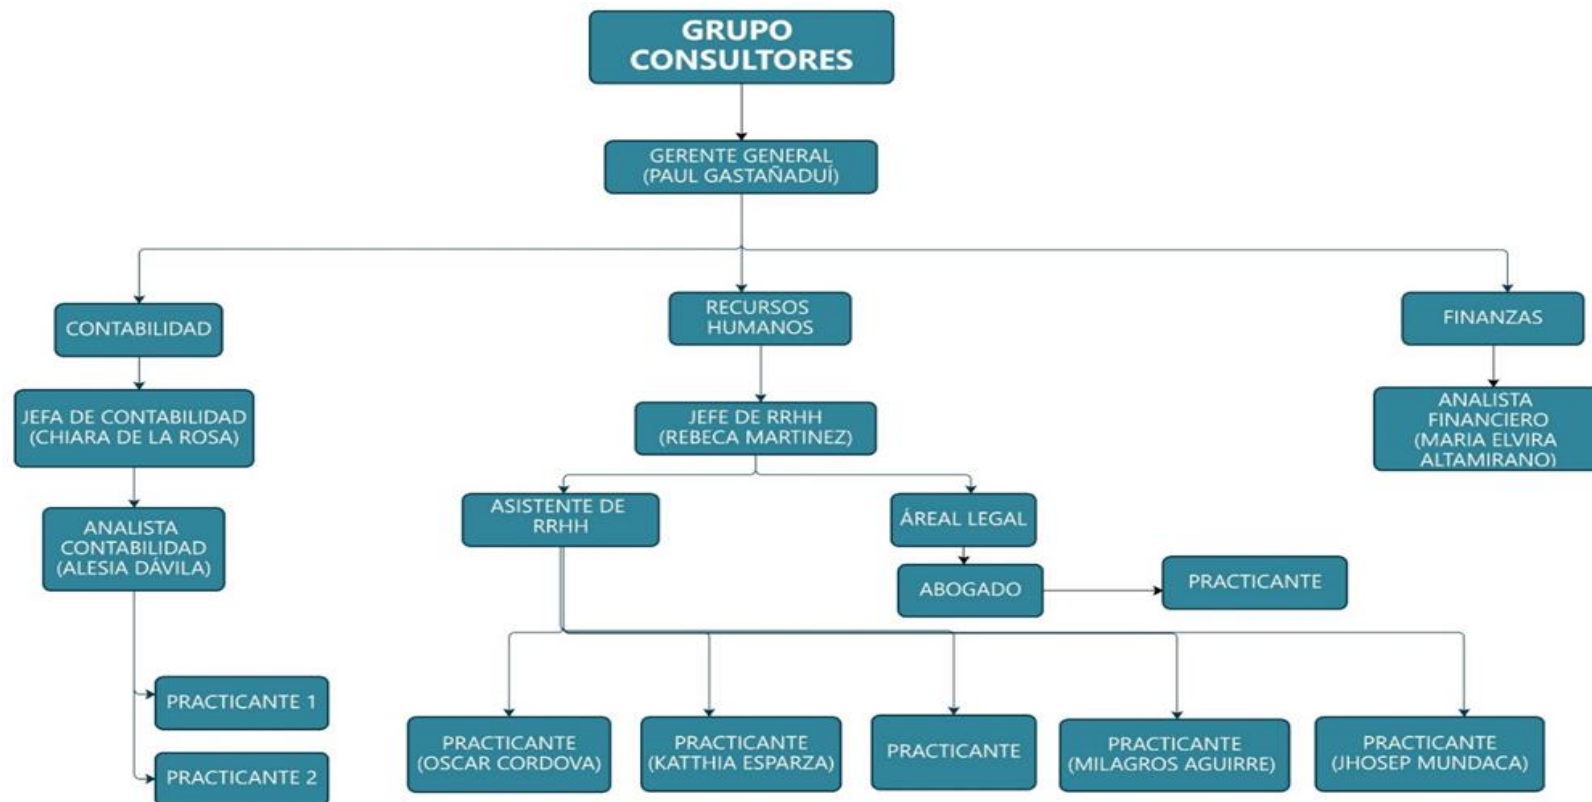 GRUPO
CONSULTORES
GERENTE GENERAL
(PAUL GASTAÑADUÍ)
CONTABILIDAD
RECURSOS
HUMANOS
FINANZAS
JEFA DE CONTABILIDAD
(CHIARA DE LA ROSA)
JEFE DE RRHH
(REBECA MARTINEZ)
ANALISTA
FINANCIERO
(MARIA ELVIRA
ALTAMIRANO)
ANALISTA
CONTABILIDAD
(ALESIA DÁVILA)
ASISTENTE DE
RRHH
ÁREAL LEGAL
ABOGADO
PRACTICANTE
PRACTICANTE 1
PRACTICANTE 2
PRACTICANTE
(OSCAR CORDOVA)
PRACTICANTE
(KATTHIA ESPARZA)
PRACTICANTE
PRACTICANTE
(MILAGROS AGUIRRE)
PRACTICANTE
(JHOSEP MUNDACA)